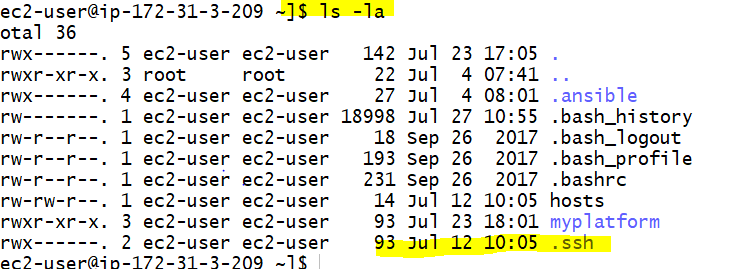 ec2-user@ip-172-31-3-209 ~]$ ls -la
otal 36
rwx------. 5 ec2-user ec2-user   142 Jul 23 17:05 .
rwxr-xr-x. 3 root     root        22 Jul  4 07:41 ..
rwx------. 4 ec2-user ec2-user    27 Jul  4 08:01 .ansible
rw-------. 1 ec2-user ec2-user 18998 Jul 27 10:55 .bash_history
rw-r--r--. 1 ec2-user ec2-user    18 Sep 26  2017 .bash_logout
rw-r--r--. 1 ec2-user ec2-user   193 Sep 26  2017 .bash_profile
rw-r--r--. 1 ec2-user ec2-user   231 Sep 26  2017 .bashrc
rw-rw-r--. 1 ec2-user ec2-user    14 Jul 12 10:05 hosts
rwxr-xr-x. 3 ec2-user ec2-user    93 Jul 23 18:01 myplatform
rwx------. 2 ec2-user ec2-user    93 Jul 12 10:05 .ssh
ec2-user@ip-172-31-3-209 ~]$